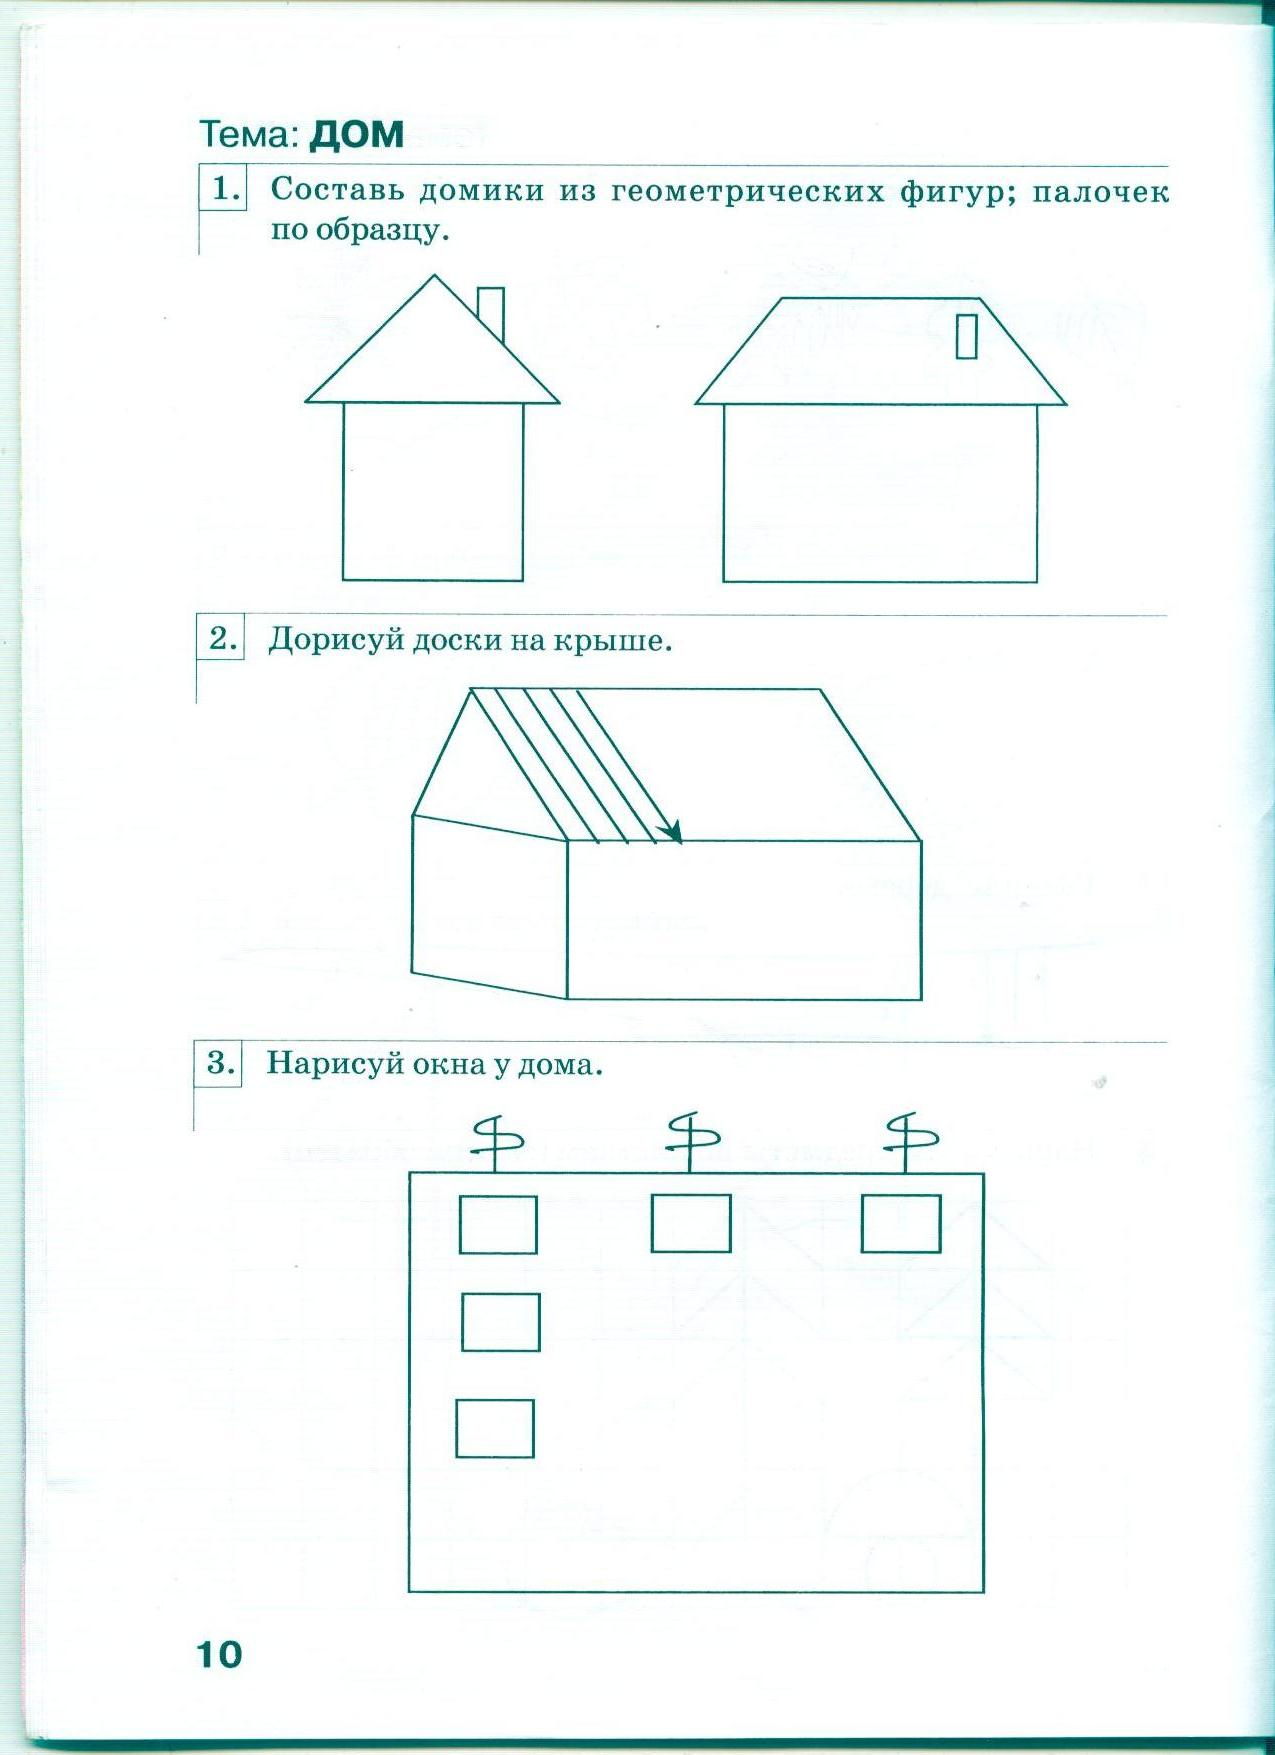 Тема: ДОМ
1. Составь домики из геометрических фигур; палочек
по образцу.
2. Дорисуй доски на крыше.
3. Нарисуй окна у дома.
10